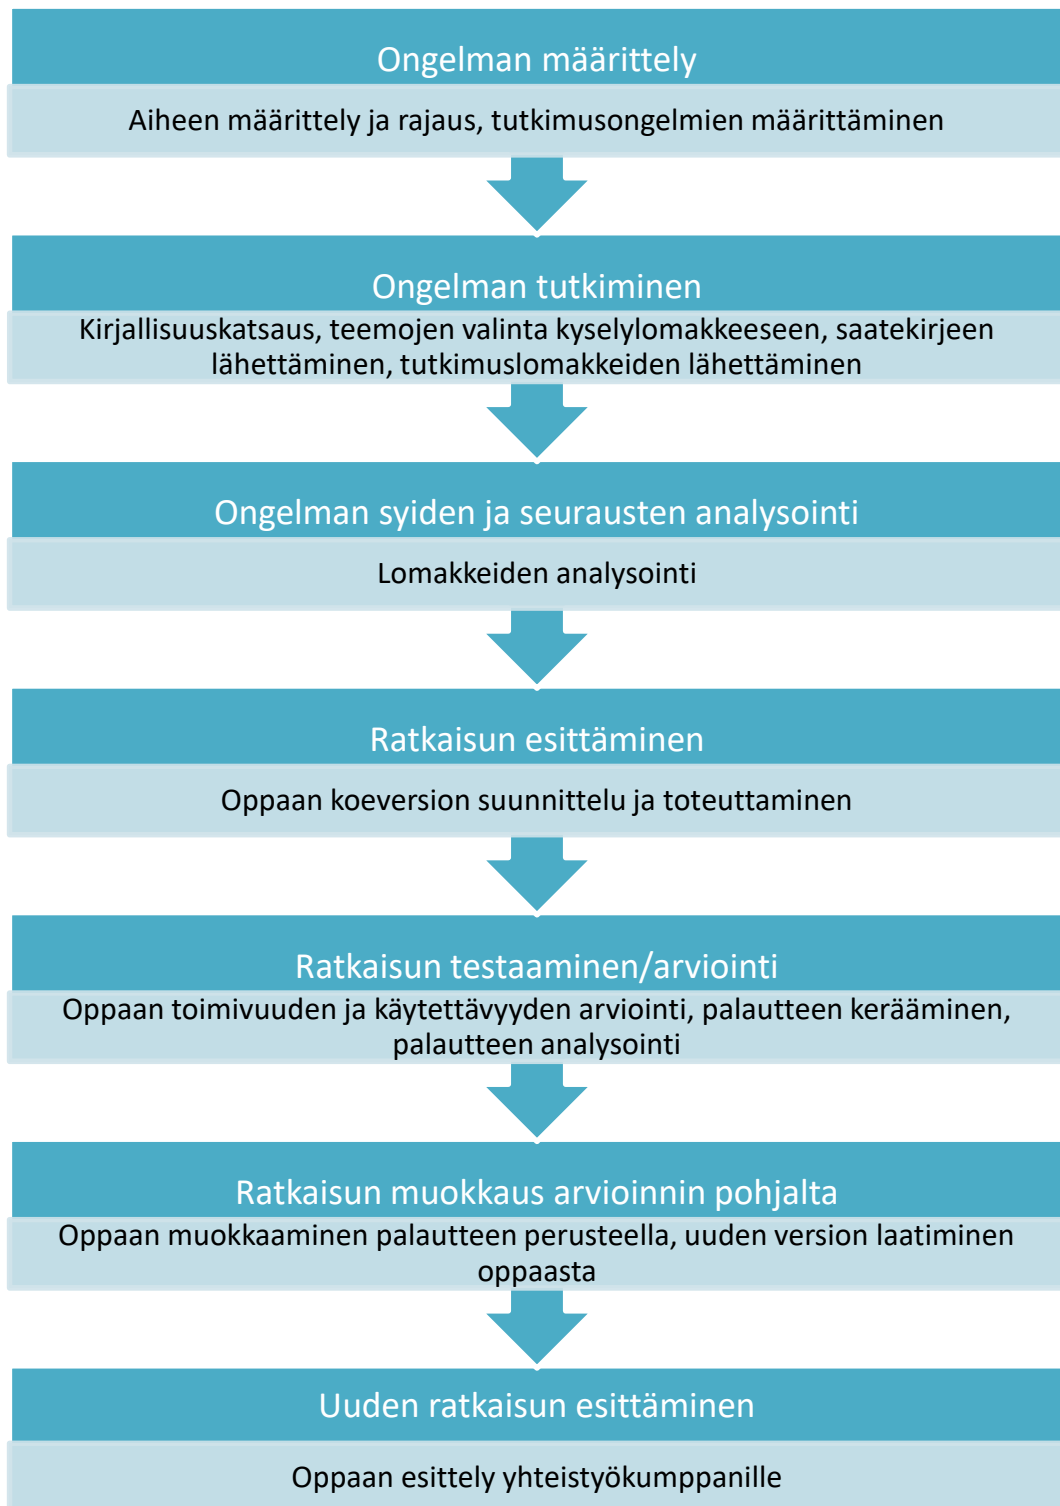 Ongelman määrittely
Aiheen määrittely ja rajaus, tutkimusongelmien määrittäminen
Ongelman tutkiminen
Kirjallisuuskatsaus, teemojen valinta kyselylomakkeeseen, saatekirjeen
lähettäminen, tutkimuslomakkeiden lähettäminen
Ongelman syiden ja seurausten analysointi
Lomakkeiden analysointi
Ratkaisun esittäminen
Oppaan koeversion suunnittelu ja toteuttaminen
Ratkaisun testaaminen/arviointi
Oppaan toimivuuden ja käytettävyyden arviointi, palautteen kerääminen,
palautteen analysointi
Ratkaisun muokkaus arvioinnin pohjalta
Oppaan muokkaaminen palautteen perusteella, uuden version laatiminen
oppaasta
Uuden ratkaisun esittäminen
Oppaan esittely yhteistyökumppanille